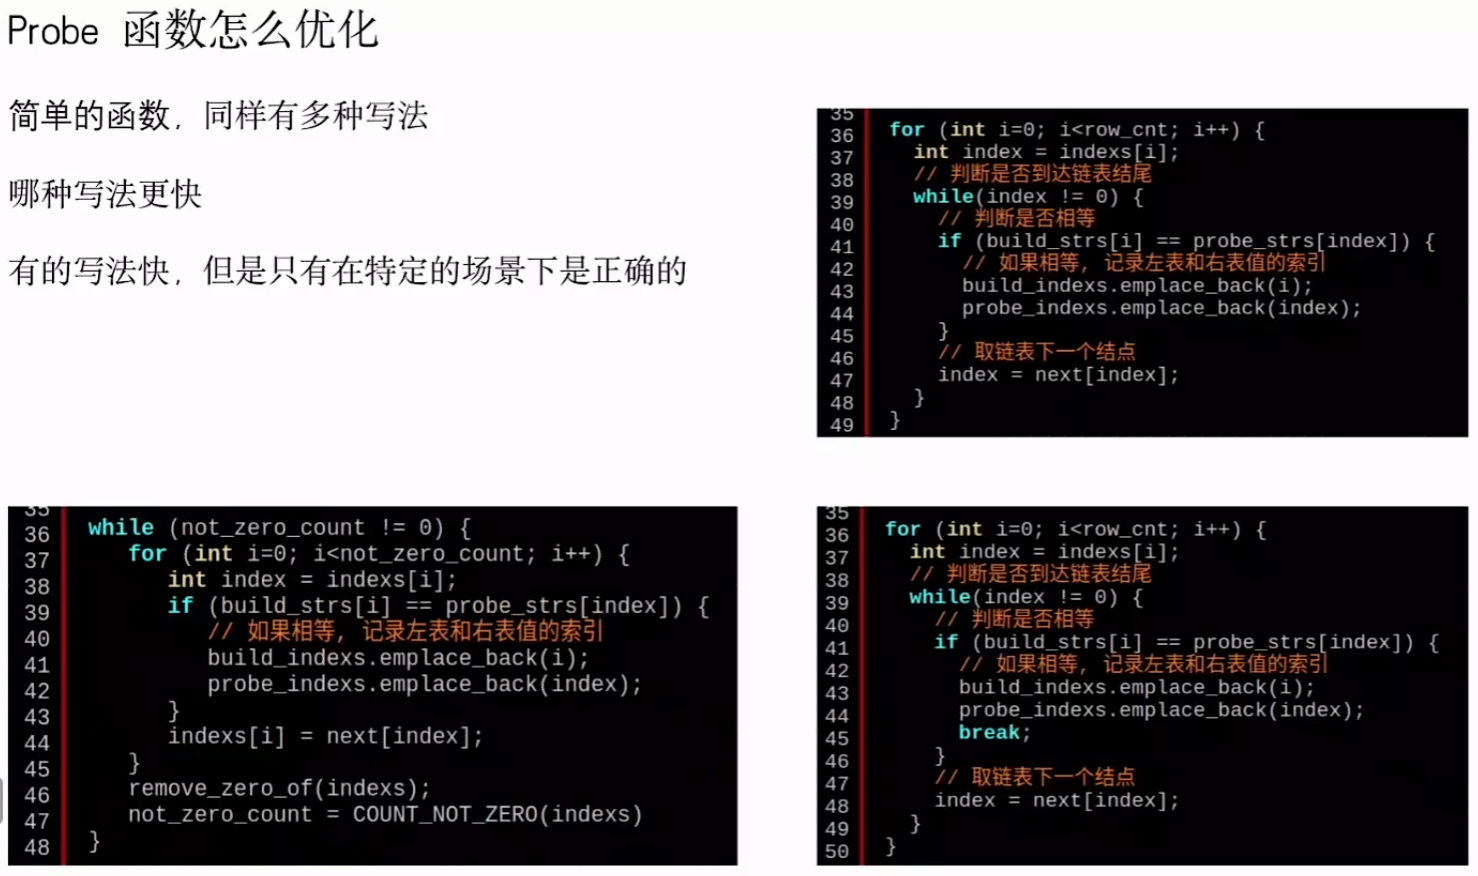 Probe 函数怎么优化
简单的函数，同样有多种写法
哪种写法更快
有的写法快，但是只有在特定的场景下是正确的
35
36 for (int i=0; i<row_cnt; i++) {
37 int index = indexs[i];
38 // 判断是否到达链表结尾
39 while(index != 0) {
40 // 判断是否相等
41 if (build_strs[i] == probe_strs[index]) {
42 // 如果相等, 记录左表和右表值的索引
43 build_indexs.emplace_back(i);
44 probe_indexs.emplace_back(index);
45 }
46 // 取链表下一个结点
47 index = next[index];
48 }
49 }
35
36 while (not_zero_count != 0) {
37 for (int i=0; i<not_zero_count; i++) {
38 int index = indexs[i];
39 if (build_strs[i] == probe_strs[index]) {
40 // 如果相等, 记录左表和右表值的索引
41 build_indexs.emplace_back(i);
42 probe_indexs.emplace_back(index);
43 }
44 indexs[i] = next[index];
45 }
46 remove_zero_of(indexs);
47 not_zero_count = COUNT_NOT_ZERO(indexs)
48 }
35
36 for (int i=0; i<row_cnt; i++) {
37 int index = indexs[i];
38 // 判断是否到达链表结尾
39 while(index != 0) {
40 // 判断是否相等
41 if (build_strs[i] == probe_strs[index]) {
42 // 如果相等, 记录左表和右表值的索引
43 build_indexs.emplace_back(i);
44 probe_indexs.emplace_back(index);
45 break;
46 }
47 // 取链表下一个结点
48 index = next[index];
49 }
50 }